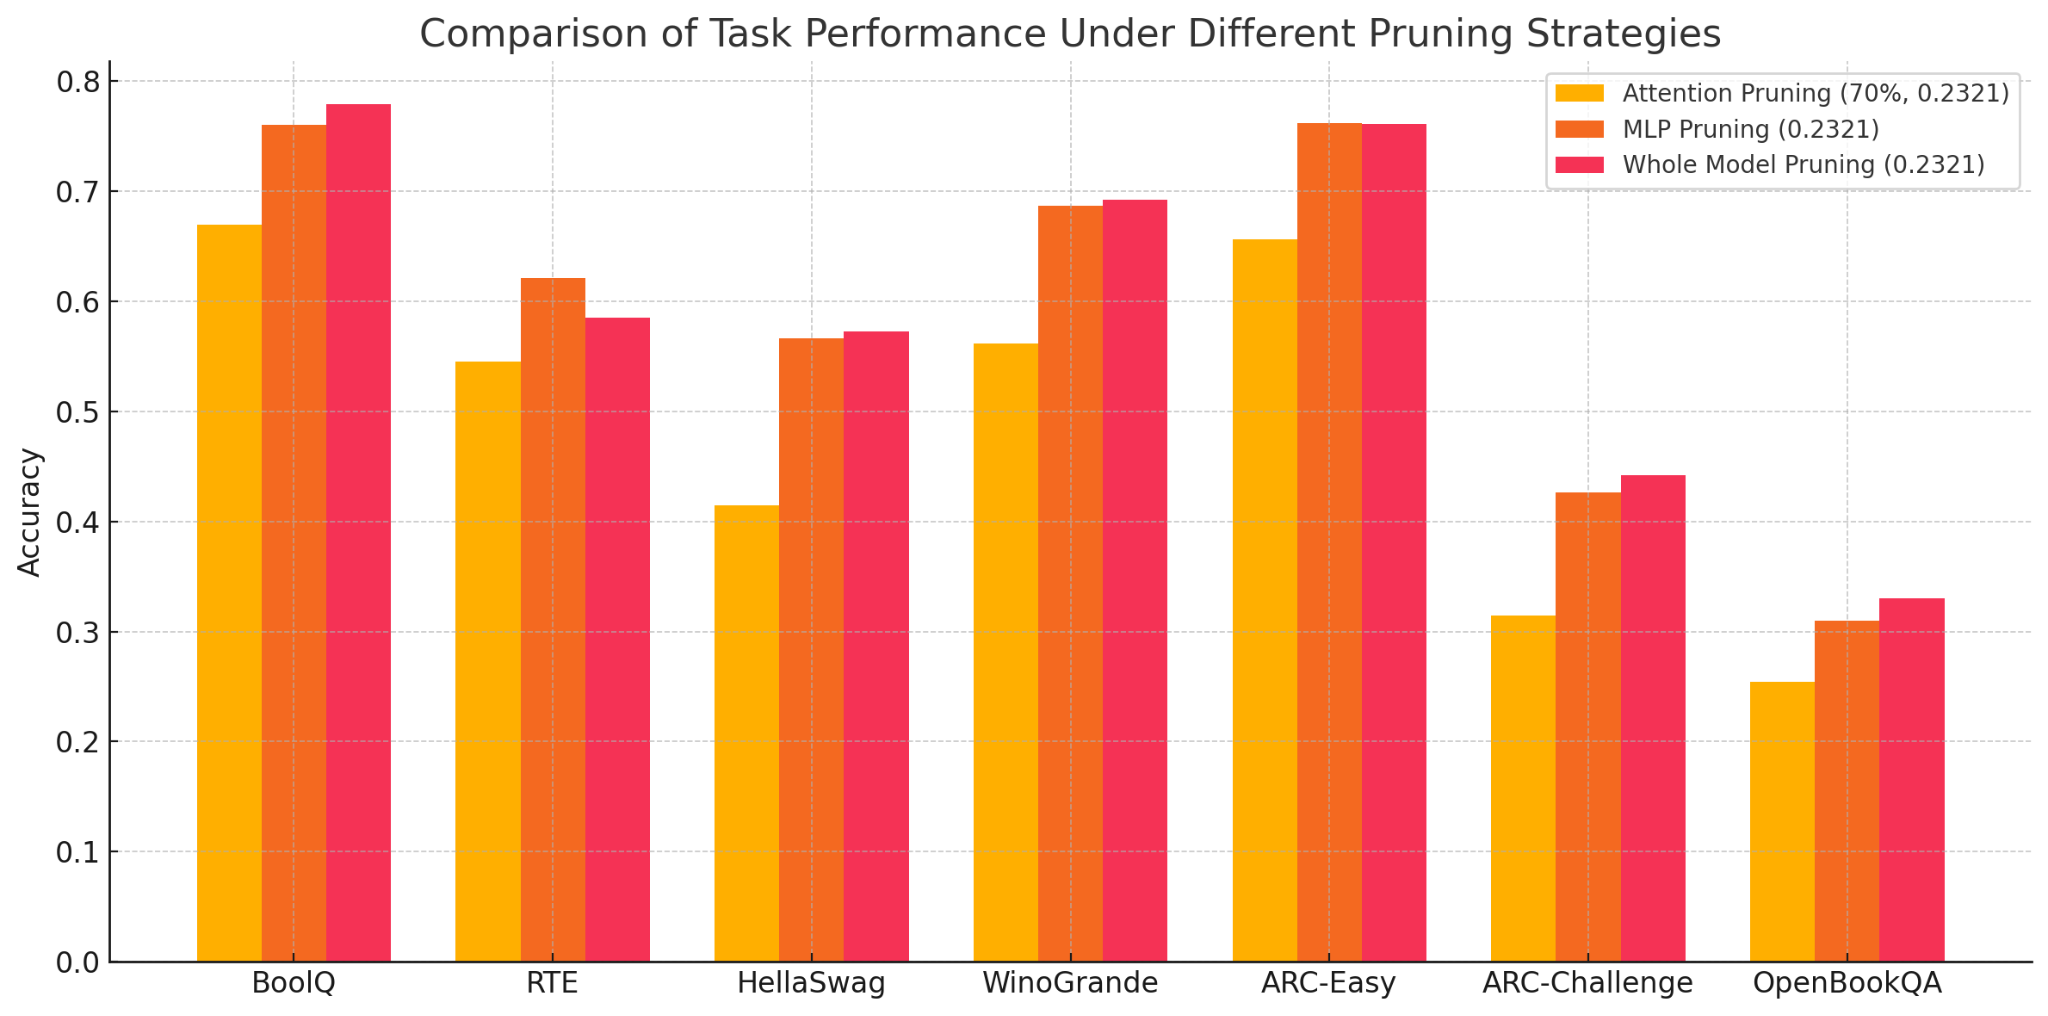 Comparison of Task Performance Under Different Pruning Strategies
Attention Pruning (70%, 0.2321)
MLP Pruning (0.2321)
Whole Model Pruning (0.2321)
Accuracy
0.8
0.7
0.6
0.5
0.4
0.3
0.2
0.1
0.0
BoolQ
RTE
HellaSwag
WinoGrande
ARC-Easy
ARC-Challenge
OpenBookQA